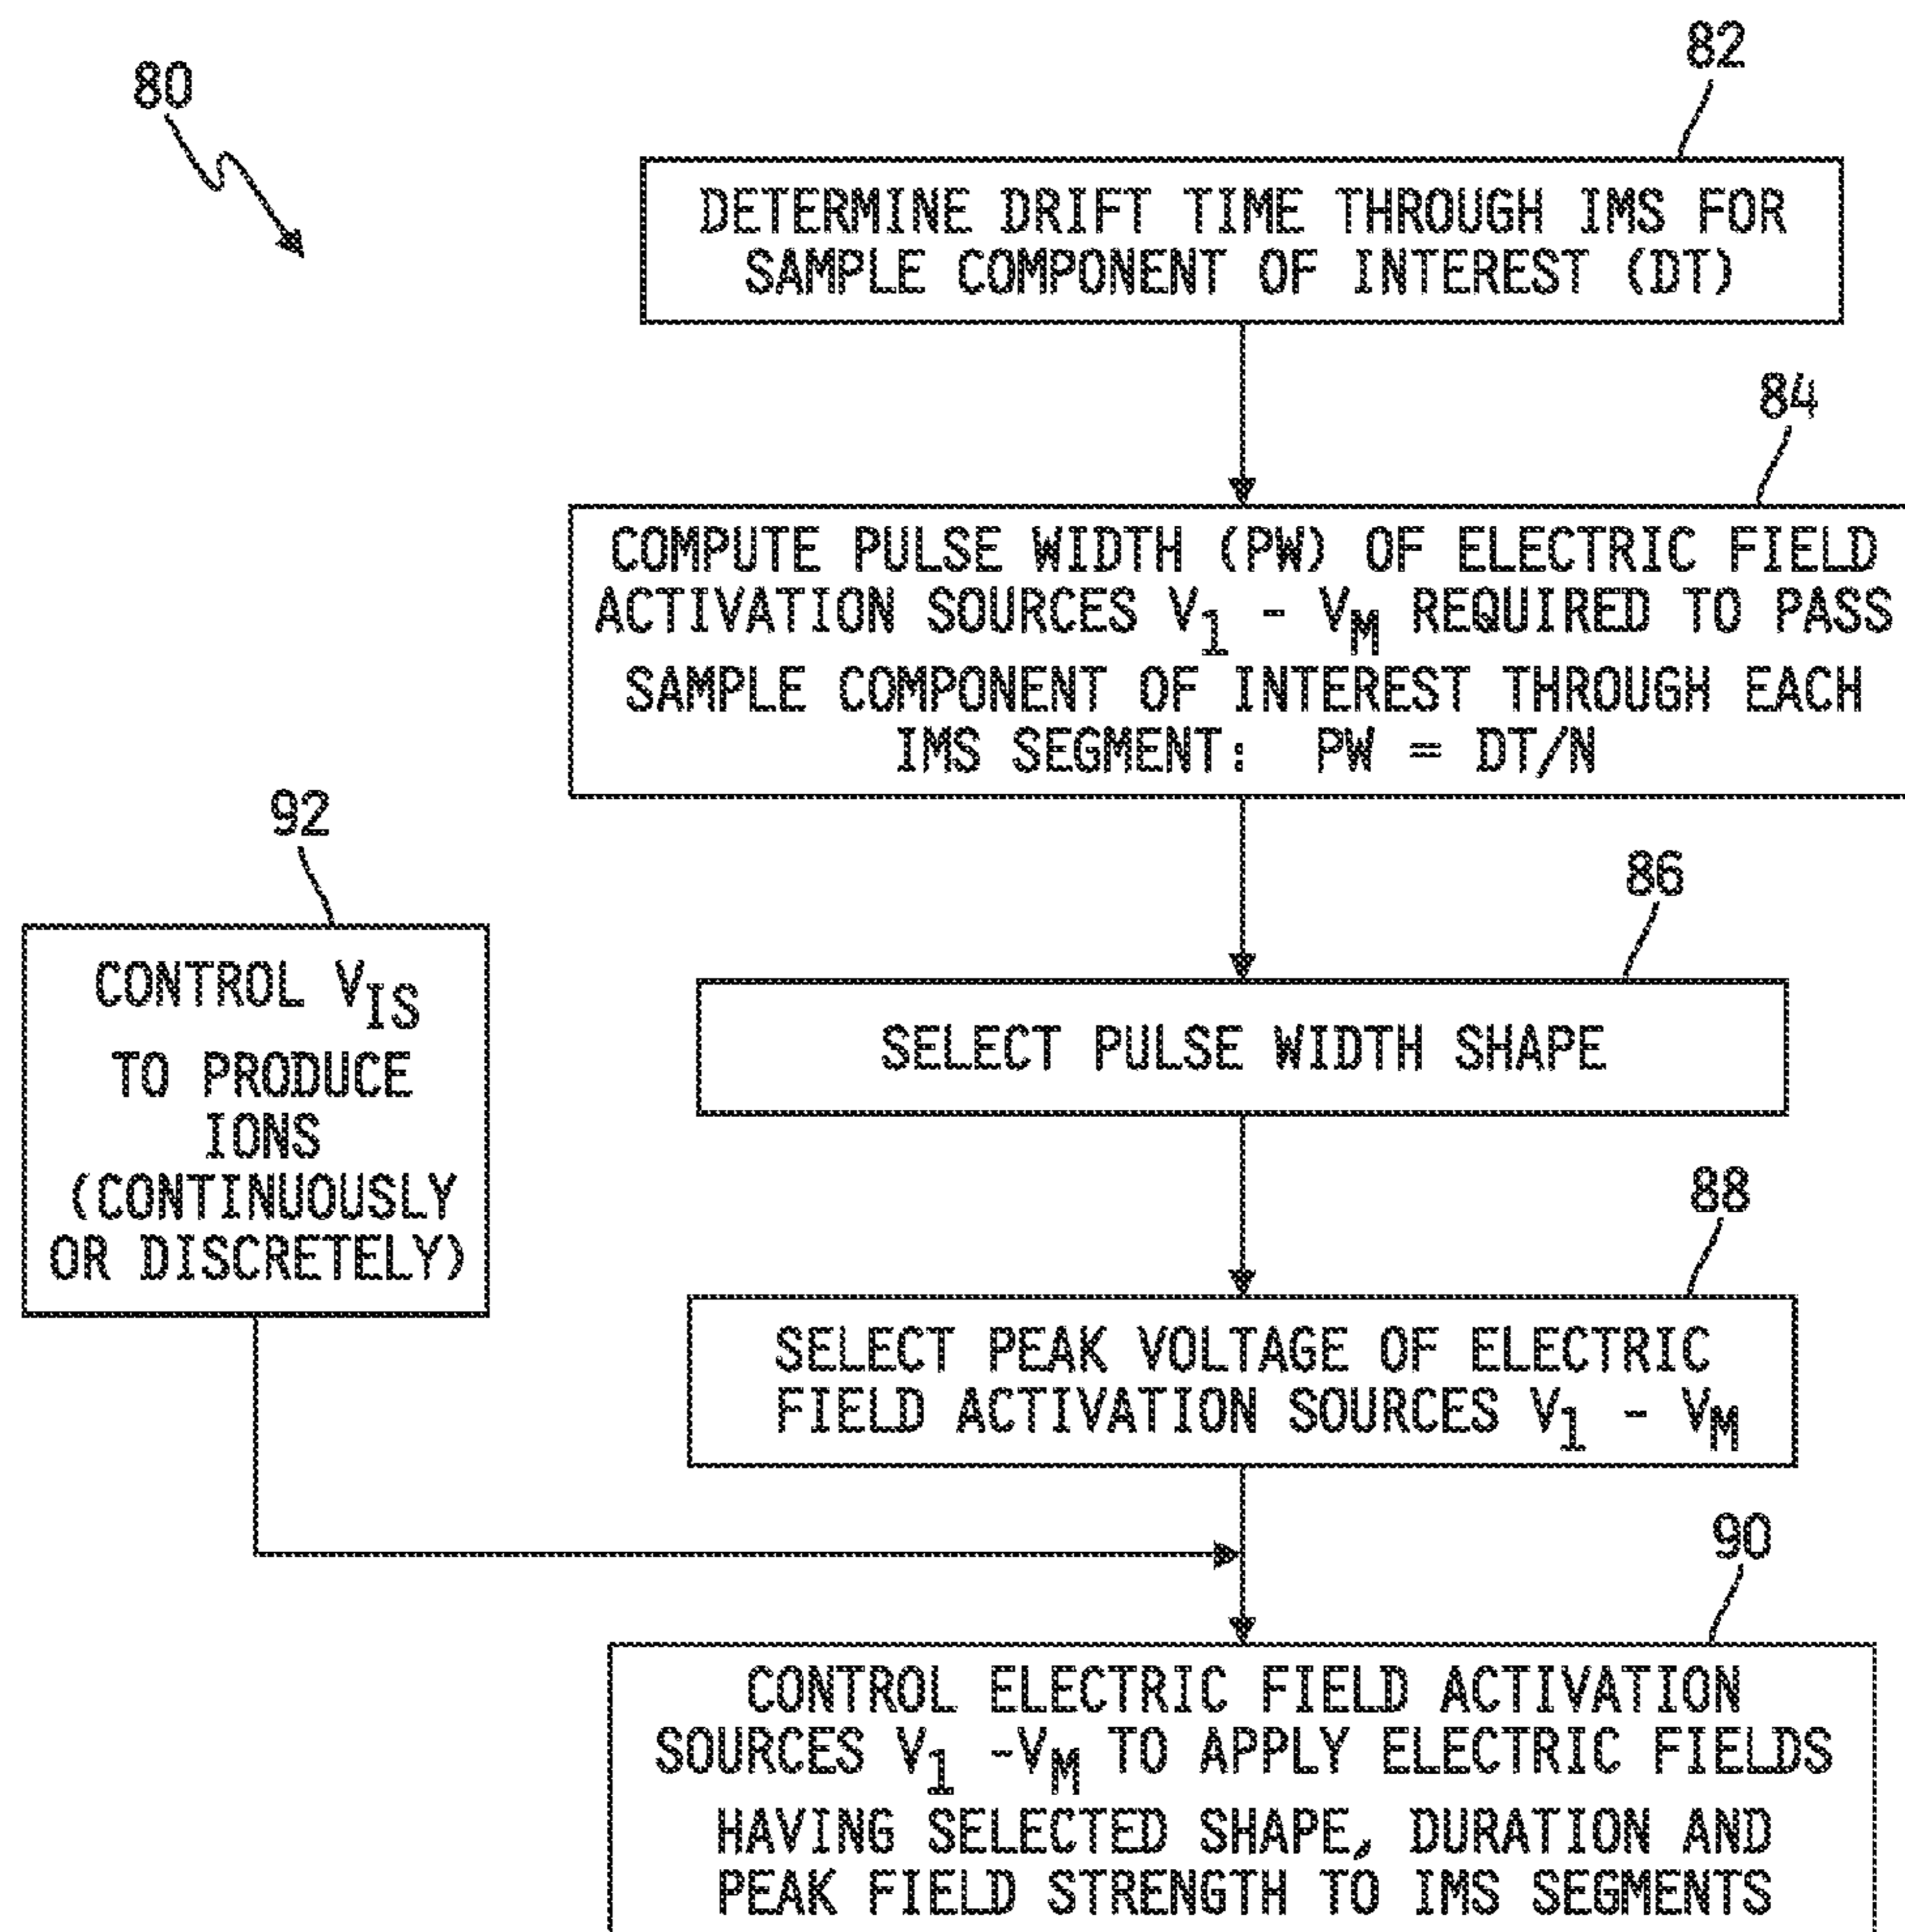 80
82
DETERMINE DRIFT TIME THROUGH IMS FOR
SAMPLE COMPONENT OF INTEREST (DT)
84
COMPUTE PULSE WIDTH (PW) OF ELECTRIC FIELD
ACTIVATION SOURCES V1 - VM REQUIRED TO PASS
SAMPLE COMPONENT OF INTEREST THROUGH EACH
IMS SEGMENT: PW = DT/N
92
CONTROL VIS
TO PRODUCE
IONS
(CONTINUOUSLY
OR DISCRETELY)
86
SELECT PULSE WIDTH SHAPE
88
SELECT PEAK VOLTAGE OF ELECTRIC
FIELD ACTIVATION SOURCES V1 - VM
90
CONTROL ELECTRIC FIELD ACTIVATION
SOURCES V1 -VM TO APPLY ELECTRIC FIELDS
HAVING SELECTED SHAPE, DURATION AND
PEAK FIELD STRENGTH TO IMS SEGMENTS